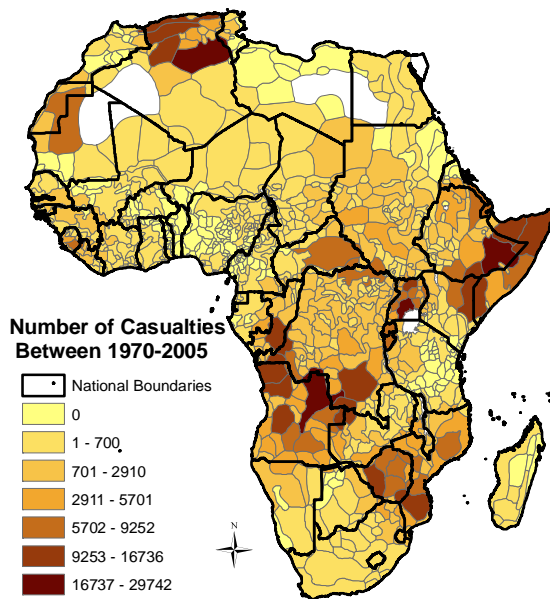 Number of Casualties
Between 1970-2005
National Boundaries
0
1 - 700
701 - 2910
2911 - 5701
5702 - 9252
9253 - 16736
16737 - 29742
N